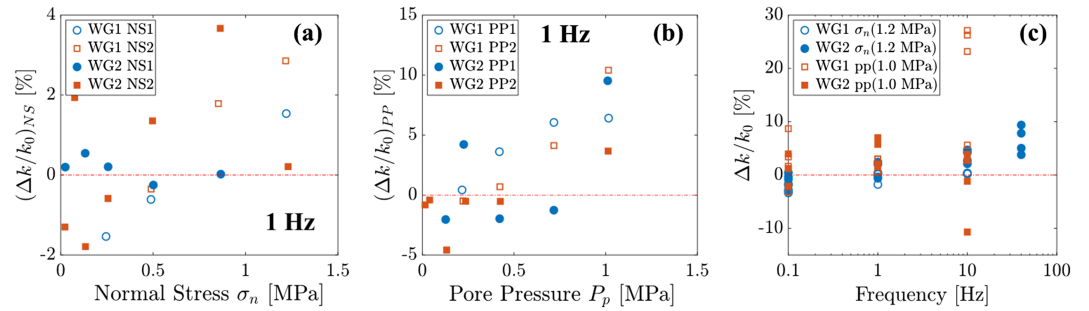 (a)
WG1 NS1
WG1 NS2
WG2 NS1
WG2 NS2
(Δk/k₀)_NS [%]
4
2
0
-2
1 Hz
0 0.5 1 1.5
Normal Stress σₙ [MPa]
(b)
1 Hz
WG1 PP1
WG1 PP2
WG2 PP1
WG2 PP2
(Δk/k₀)_PP [%]
15
10
5
0
-5
0 0.5 1 1.5
Pore Pressure Pₚ [MPa]
(c)
WG1 σₙ(1.2 MPa)
WG2 σₙ(1.2 MPa)
WG1 pp(1.0 MPa)
WG2 pp(1.0 MPa)
Δk/k₀ [%]
30
20
10
0
-10
0.1 1 10 100
Frequency [Hz]